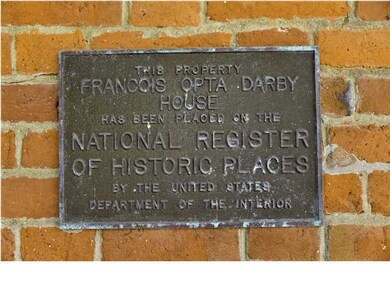 THIS PROPERTY
FRANCOIS OPTA DARBY
HOUSE
HAS BEEN PLACED ON THE
NATIONAL REGISTER
OF HISTORIC PLACES
BY THE UNITED STATES
DEPARTMENT OF THE INTERIOR